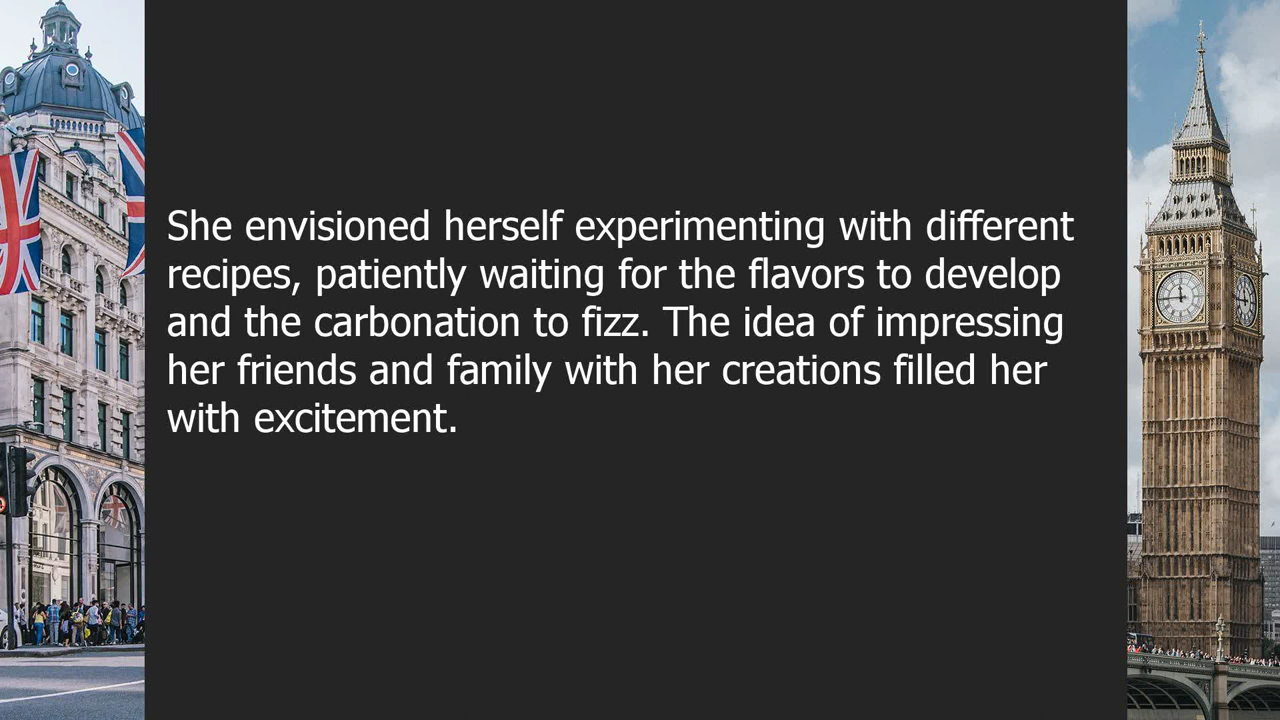 She envisioned herself experimenting with different
recipes, patiently waiting for the flavors to develop
and the carbonation to fizz. The idea of impressing
her friends and family with her creations filled her
with excitement.